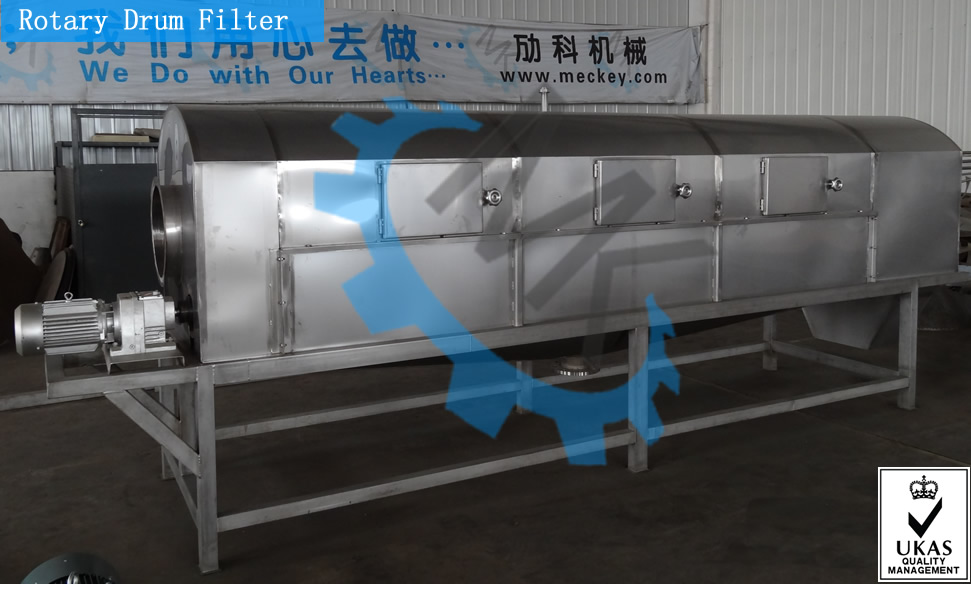 Rotary Drum Filter
我们用心去做…
We Do with Our Hearts…
励科机械
www.meckey.com
UKAS
QUALITY
MANAGEMENT